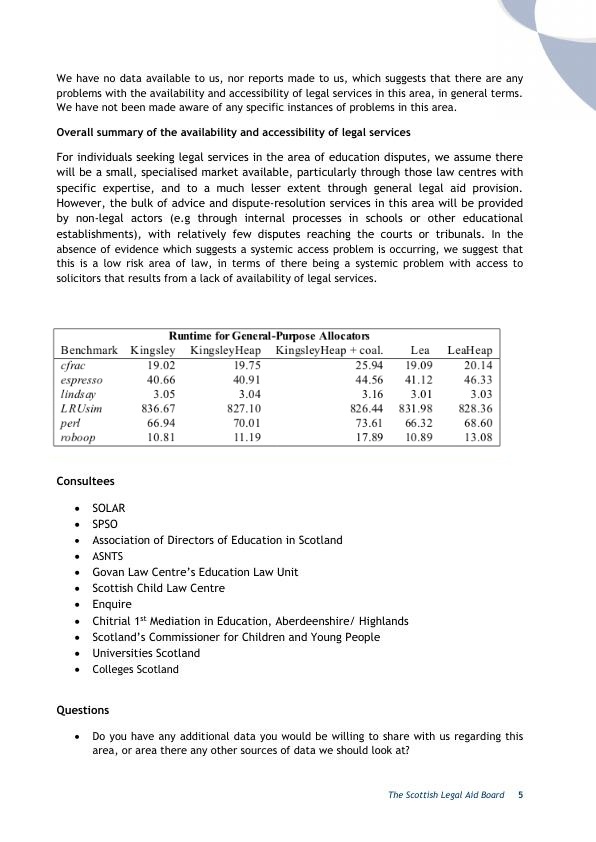 We have no data available to us, nor reports made to us, which suggests that there are any
problems with the availability and accessibility of legal services in this area, in general terms.
We have not been made aware of any specific instances of problems in this area.
Overall summary of the availability and accessibility of legal services
For individuals seeking legal services in the area of education disputes, we assume there
will be a small, specialised market available, particularly through those law centres with
specific expertise, and to a much lesser extent through general legal aid provision.
However, the bulk of advice and dispute-resolution services in this area will be provided
by non-legal actors (e.g through internal processes in schools or other educational
establishments), with relatively few disputes reaching the courts or tribunals. In the
absence of evidence which suggests a systemic access problem is occurring, we suggest that
this is a low risk area of law, in terms of there being a systemic problem with access to
solicitors that results from a lack of availability of legal services.
Runtime for General-Purpose Allocators
Benchmark Kingsley KingsleyHeap KingsleyHeap + coal. Lea LeaHeap
cfrac 19.02 19.75 25.94 19.09 20.14
espresso 40.66 40.91 44.56 41.12 46.33
lindsay 3.05 3.04 3.16 3.01 3.03
LRUsim 836.67 827.10 826.44 831.98 828.36
perl 66.94 70.01 73.61 66.32 68.60
roboop 10.81 11.19 17.89 10.89 13.08
Consultees
• SOLAR
• SPSO
• Association of Directors of Education in Scotland
• ASNTS
• Govan Law Centre's Education Law Unit
• Scottish Child Law Centre
• Enquire
• Chitrial 1st Mediation in Education, Aberdeenshire/ Highlands
• Scotland's Commissioner for Children and Young People
• Universities Scotland
• Colleges Scotland
Questions
• Do you have any additional data you would be willing to share with us regarding this
area, or area there any other sources of data we should look at?
The Scottish Legal Aid Board 5